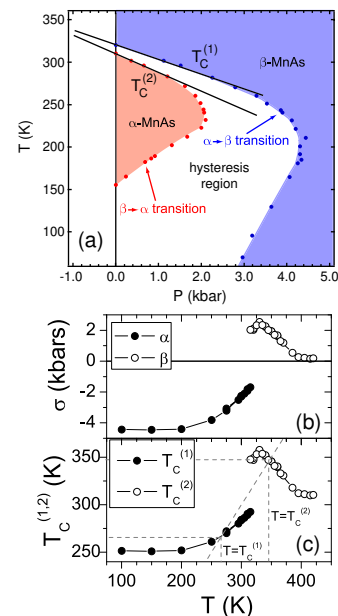 350
300
250
200
150
100
T (K)
T_C^(1)
T_C^(2)
β-MnAs
α-MnAs
α→β transition
hysteresis
region
β→α transition
(a)
-1.0 0.0 1.0 2.0 3.0 4.0 5.0
P (kbar)
2
0
-2
-4
σ (kbars)
α
β
(b)
350
300
250
T_C^(1,2) (K)
T_C^(1)
T_C^(2)
T=T_C^(1)
T=T_C^(2)
(c)
100 200 300 400
T (K)